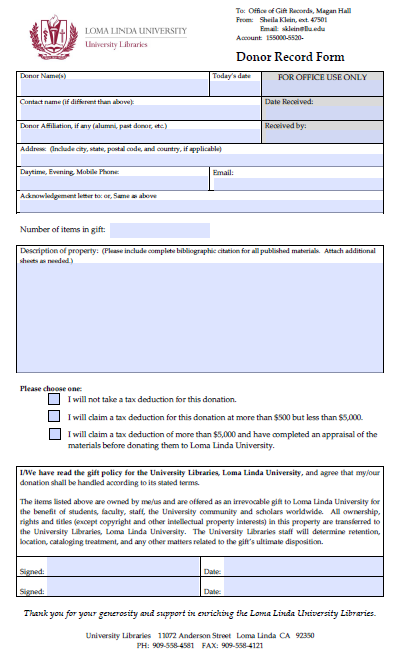 LOMA LINDA UNIVERSITY
University Libraries
To: Office of Gift Records, Magan Hall
From: Sheila Klein, ext. 47501
Email: sklein@llu.edu
Account: 155000-5520-
Donor Record Form
Donor Name(s) Today's date FOR OFFICE USE ONLY
Contact name (if different than above): Date Received:
Donor Affiliation, if any (alumni, past donor, etc.) Received by:
Address: (Include city, state, postal code, and country, if applicable)
Daytime, Evening, Mobile Phone: Email:
Acknowledgement letter to: or, Same as above
Number of items in gift:
Description of property: (Please include complete bibliographic citation for all published materials. Attach additional
sheets as needed.)
Please choose one:
I will not take a tax deduction for this donation.
I will claim a tax deduction for this donation at more than $500 but less than $5,000.
I will claim a tax deduction of more than $5,000 and have completed an appraisal of the
materials before donating them to Loma Linda University.
I/We have read the gift policy for the University Libraries, Loma Linda University, and agree that my/our
donation shall be handled according to its stated terms.
The items listed above are owned by me/us and are offered as an irrevocable gift to Loma Linda University for
the benefit of students, faculty, staff, the University community and scholars worldwide. All ownership,
rights and titles (except copyright and other intellectual property interests) in this property are transferred to
the University Libraries, Loma Linda University. The University Libraries staff will determine retention,
location, cataloging treatment, and any other matters related to the gift's ultimate disposition.
Signed: Date:
Signed: Date:
Thank you for your generosity and support in enriching the Loma Linda University Libraries.
University Libraries 11072 Anderson Street Loma Linda CA 92350
PH: 909-558-4581 FAX: 909-558-4121